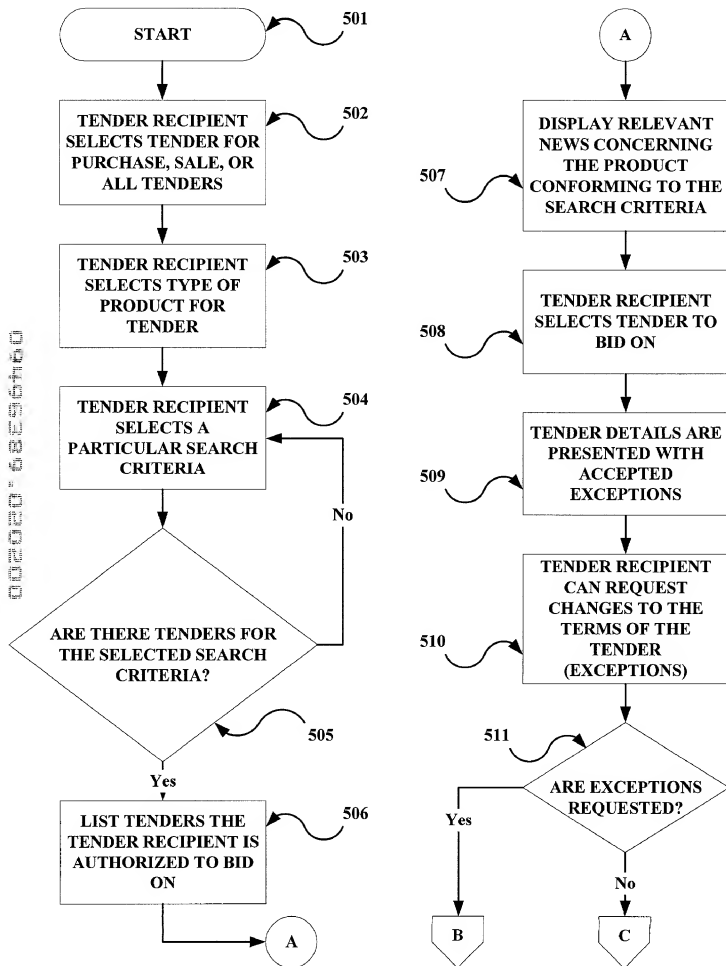 START
501
TENDER RECIPIENT
SELECTS TENDER FOR
PURCHASE, SALE, OR
ALL TENDERS
502
TENDER RECIPIENT
SELECTS TYPE OF
PRODUCT FOR
TENDER
503
TENDER RECIPIENT
SELECTS A
PARTICULAR SEARCH
CRITERIA
504
No
ARE THERE TENDERS FOR
THE SELECTED SEARCH
CRITERIA?
505
Yes
LIST TENDERS THE
TENDER RECIPIENT IS
AUTHORIZED TO BID
ON
506
A
A
DISPLAY RELEVANT
NEWS CONCERNING
THE PRODUCT
CONFORMING TO THE
SEARCH CRITERIA
507
TENDER RECIPIENT
SELECTS TENDER TO
BID ON
508
TENDER DETAILS ARE
PRESENTED WITH
ACCEPTED
EXCEPTIONS
509
TENDER RECIPIENT
CAN REQUEST
CHANGES TO THE
TERMS OF THE
TENDER
(EXCEPTIONS)
510
511
ARE EXCEPTIONS
REQUESTED?
Yes
No
B
C